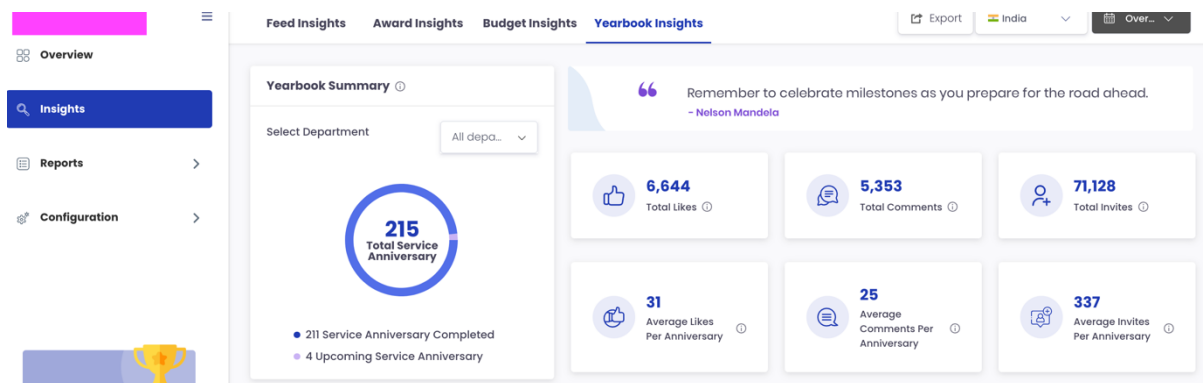 Feed Insights
Award Insights
Budget Insights
Yearbook Insights
Export
India
Over...
Overview
Insights
Reports
Configuration
Yearbook Summary
Select Department
All depa...
215
Total Service
Anniversary
211 Service Anniversary Completed
4 Upcoming Service Anniversary
Remember to celebrate milestones as you prepare for the road ahead.
- Nelson Mandela
6,644
Total Likes
5,353
Total Comments
71,128
Total Invites
31
Average Likes
Per Anniversary
25
Average
Comments Per
Anniversary
337
Average Invites
Per Anniversary